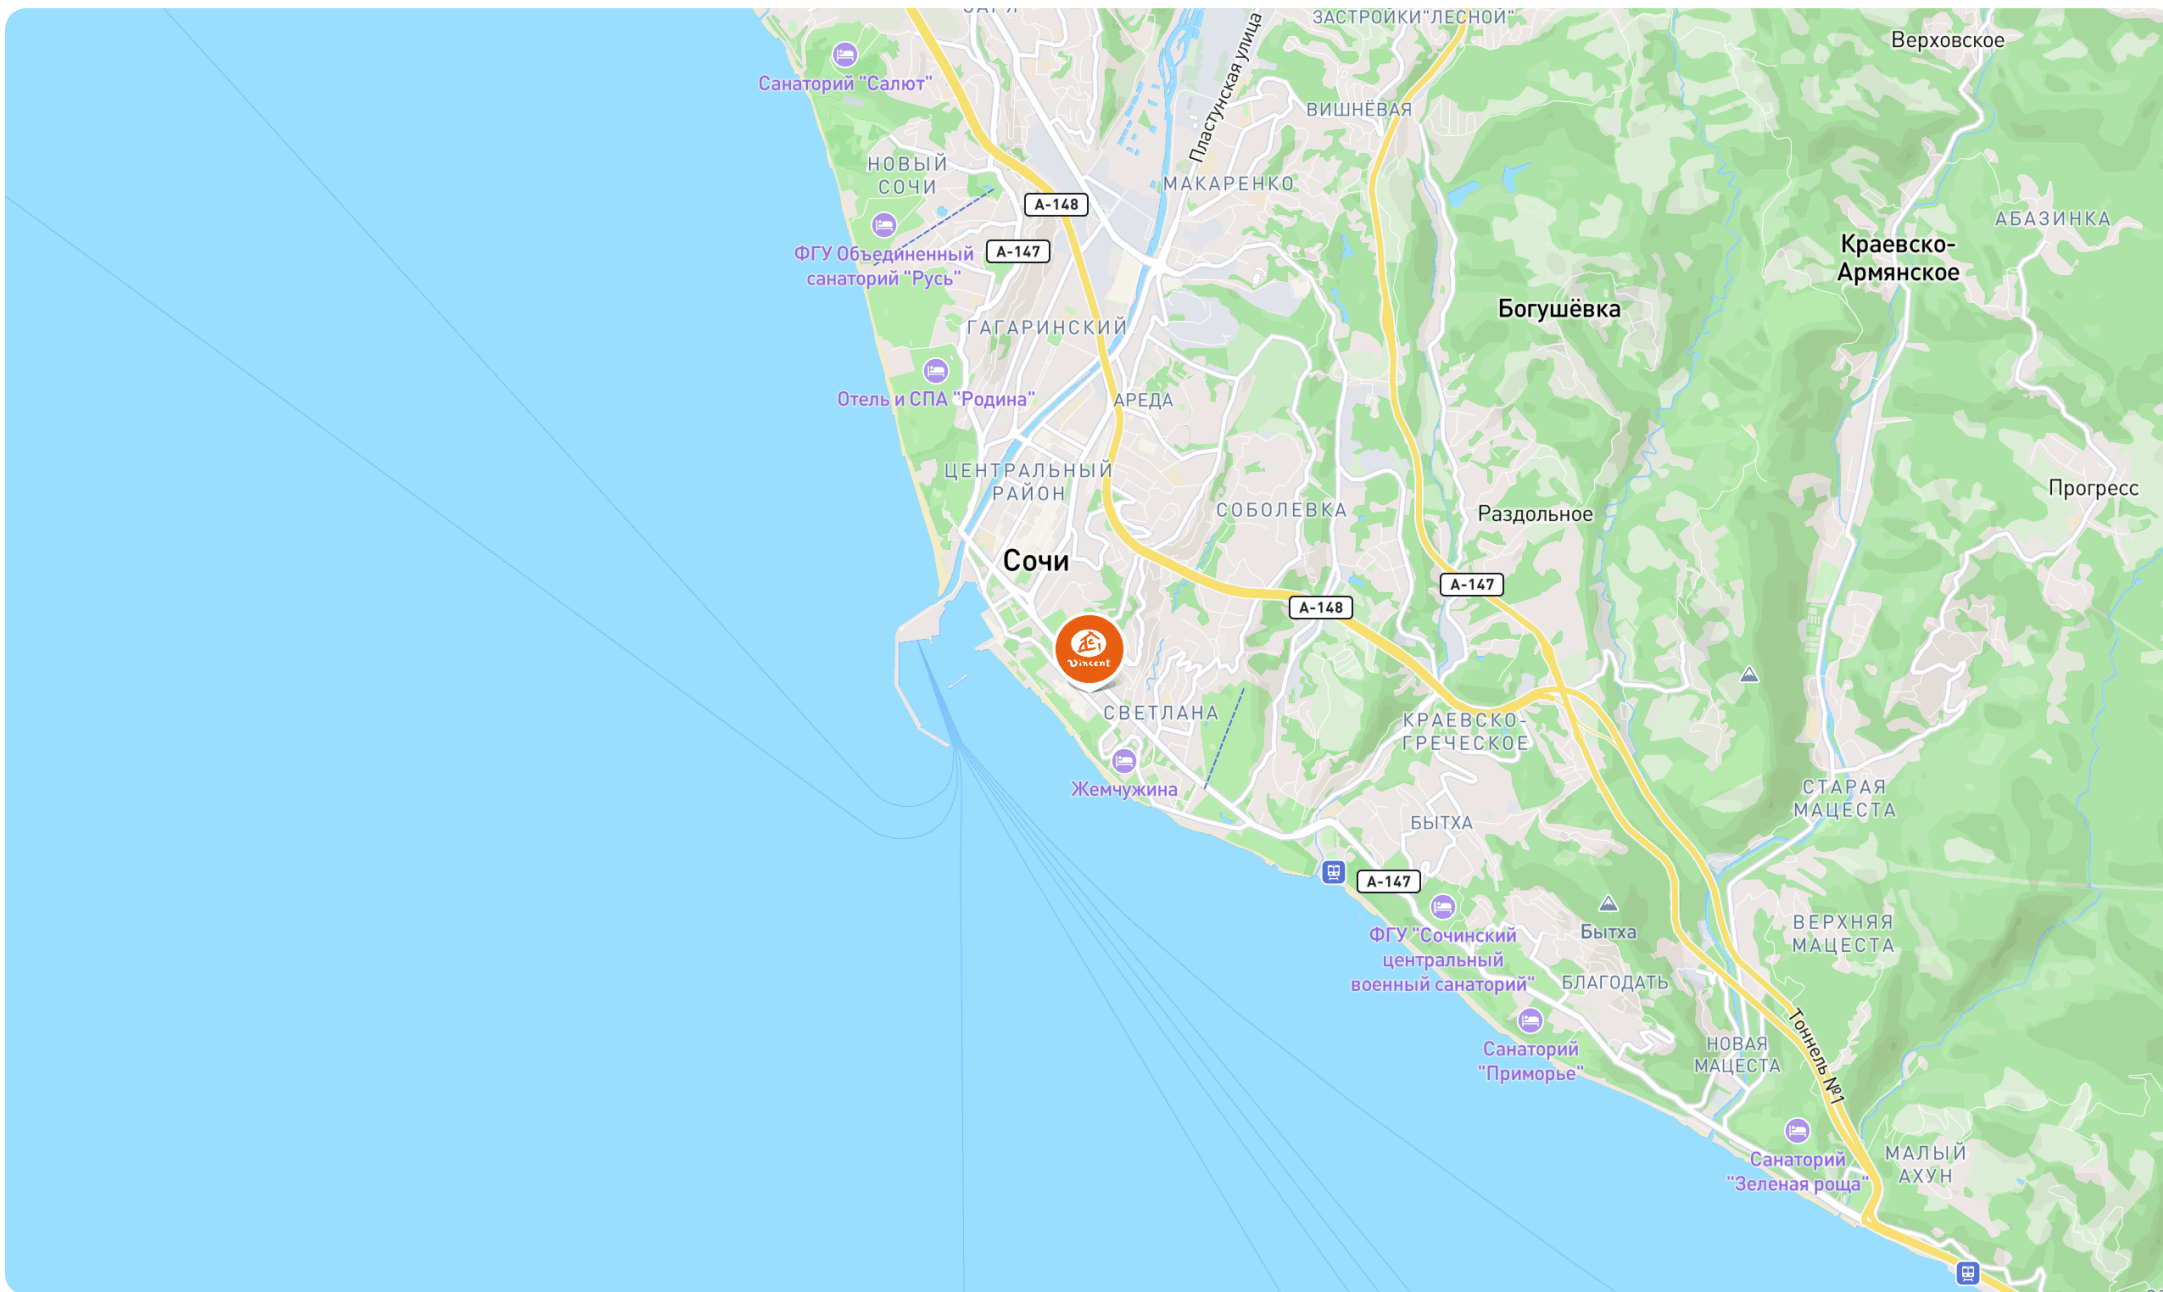 ЗАРЯ
ЗАСТРОЙКИ"ЛЕСНОЙ"
Верховское
Санаторий "Салют"
Пластунская улица
ВИШНЁВАЯ
НОВЫЙ
СОЧИ
МАКАРЕНКО
А-148
АБАЗИНКА
ФГУ Объединенный
санаторий "Русь"
А-147
Краевско-
Армянское
Богушёвка
ГАГАРИНСКИЙ
Отель и СПА "Родина"
АРЕДА
ЦЕНТРАЛЬНЫЙ
РАЙОН
Прогресс
СОБОЛЕВКА
Раздольное
Сочи
А-147
А-148
Vincent
СВЕТЛАНА
КРАЕВСКО-
ГРЕЧЕСКОЕ
Жемчужина
СТАРАЯ
МАЦЕСТА
БЫТХА
А-147
ФГУ "Сочинский
центральный
военный санаторий"
Бытха
ВЕРХНЯЯ
МАЦЕСТА
БЛАГОДАТЬ
Санаторий
"Приморье"
НОВАЯ
МАЦЕСТА
Тоннель №1
Санаторий
"Зеленая роща"
МАЛЫЙ
АХУН